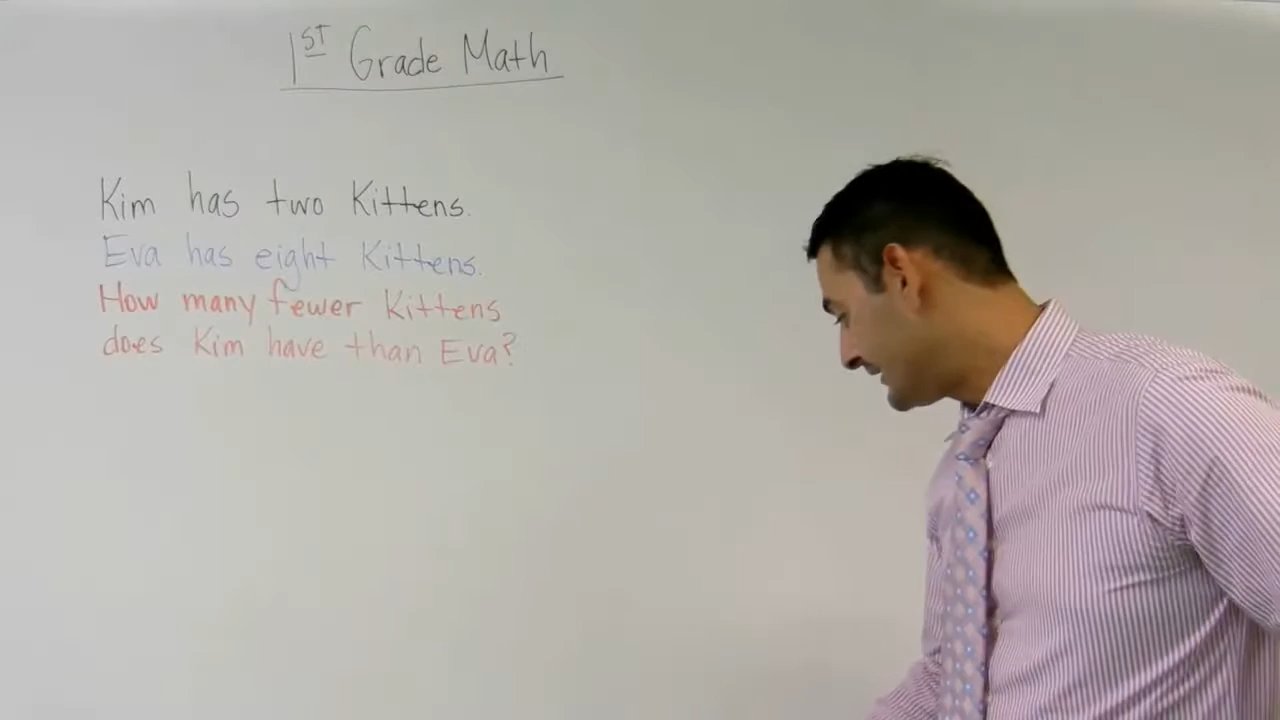 1ST Grade Math
Kim has two Kittens.
Eva has eight Kittens.
How many fewer Kittens
does Kim have than Eva?